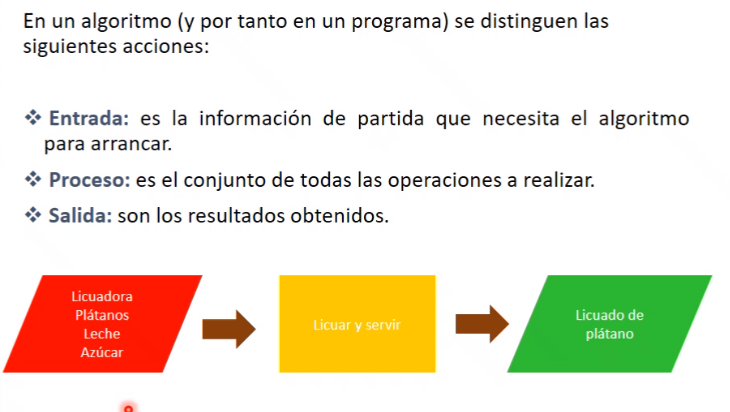 En un algoritmo (y por tanto en un programa) se distinguen las
siguientes acciones:
❖ Entrada: es la información de partida que necesita el algoritmo
para arrancar.
❖ Proceso: es el conjunto de todas las operaciones a realizar.
❖ Salida: son los resultados obtenidos.
Licuadora
Plátanos
Leche
Azúcar
Licuar y servir
Licuado de
plátano